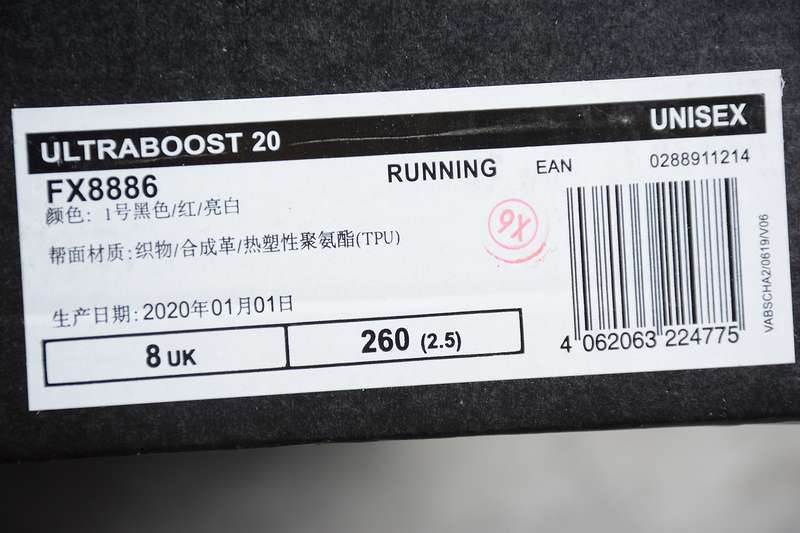 ULTRABOOST 20
UNISEX
FX8886
RUNNING
EAN
0288911214
颜色: 1号黑色/红/亮白
帮面材质:织物/合成革/热塑性聚氨酯(TPU)
生产日期:2020年01月01日
8 UK
260 (2.5)
4 062063 224775
VABSCHA2/0619/V06